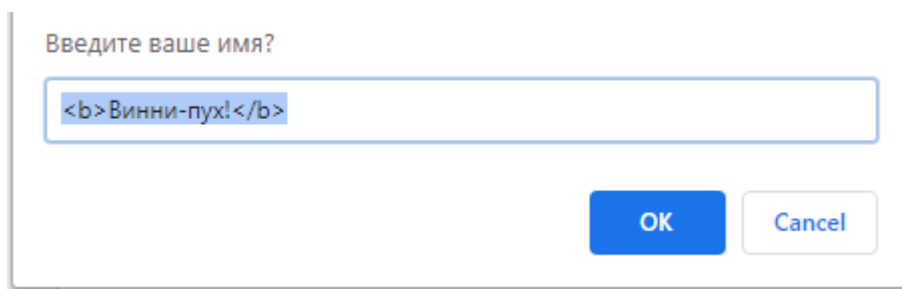 Введите ваше имя?
<b>Винни-пух!</b>
OK Cancel